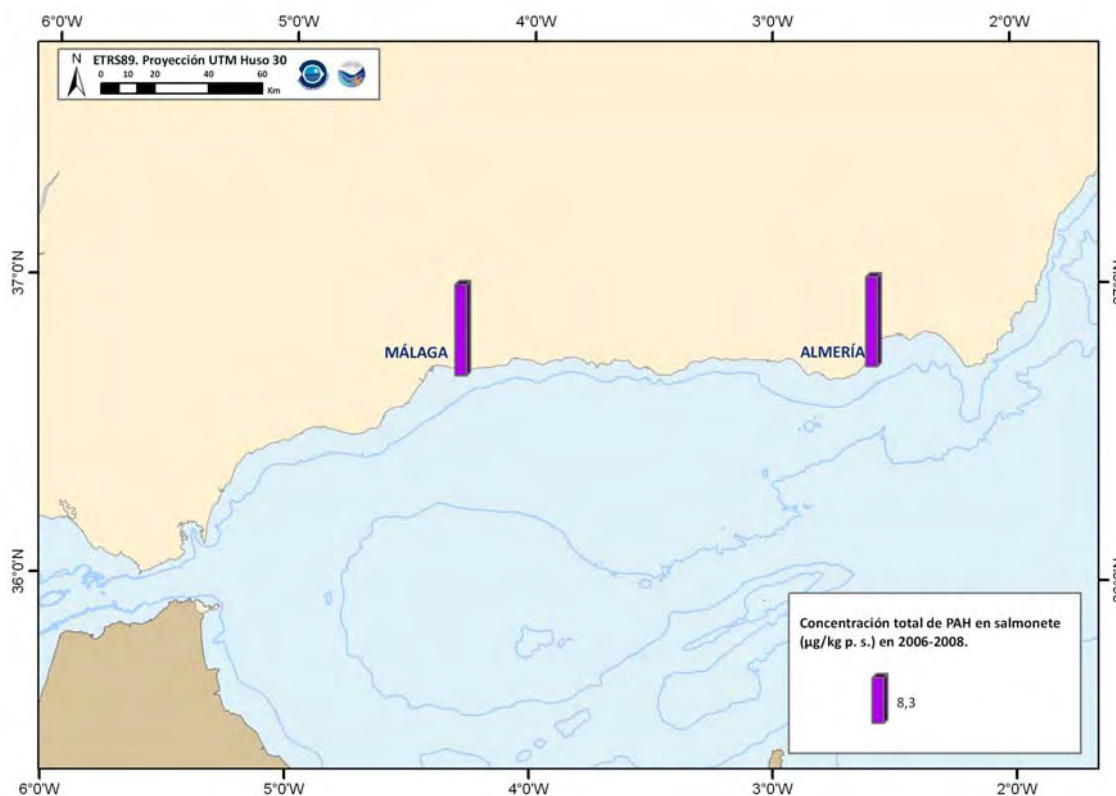 6°0'W 5°0'W 4°0'W 3°0'W 2°0'W
N ETRS89. Proyección UTM Huso 30
0 10 20 40 60
Km
37°0'N
MÁLAGA ALMERÍA
36°0'N
Concentración total de PAH en salmonete
(µg/kg p. s.) en 2006-2008.
8,3
6°0'W 5°0'W 4°0'W 3°0'W 2°0'W